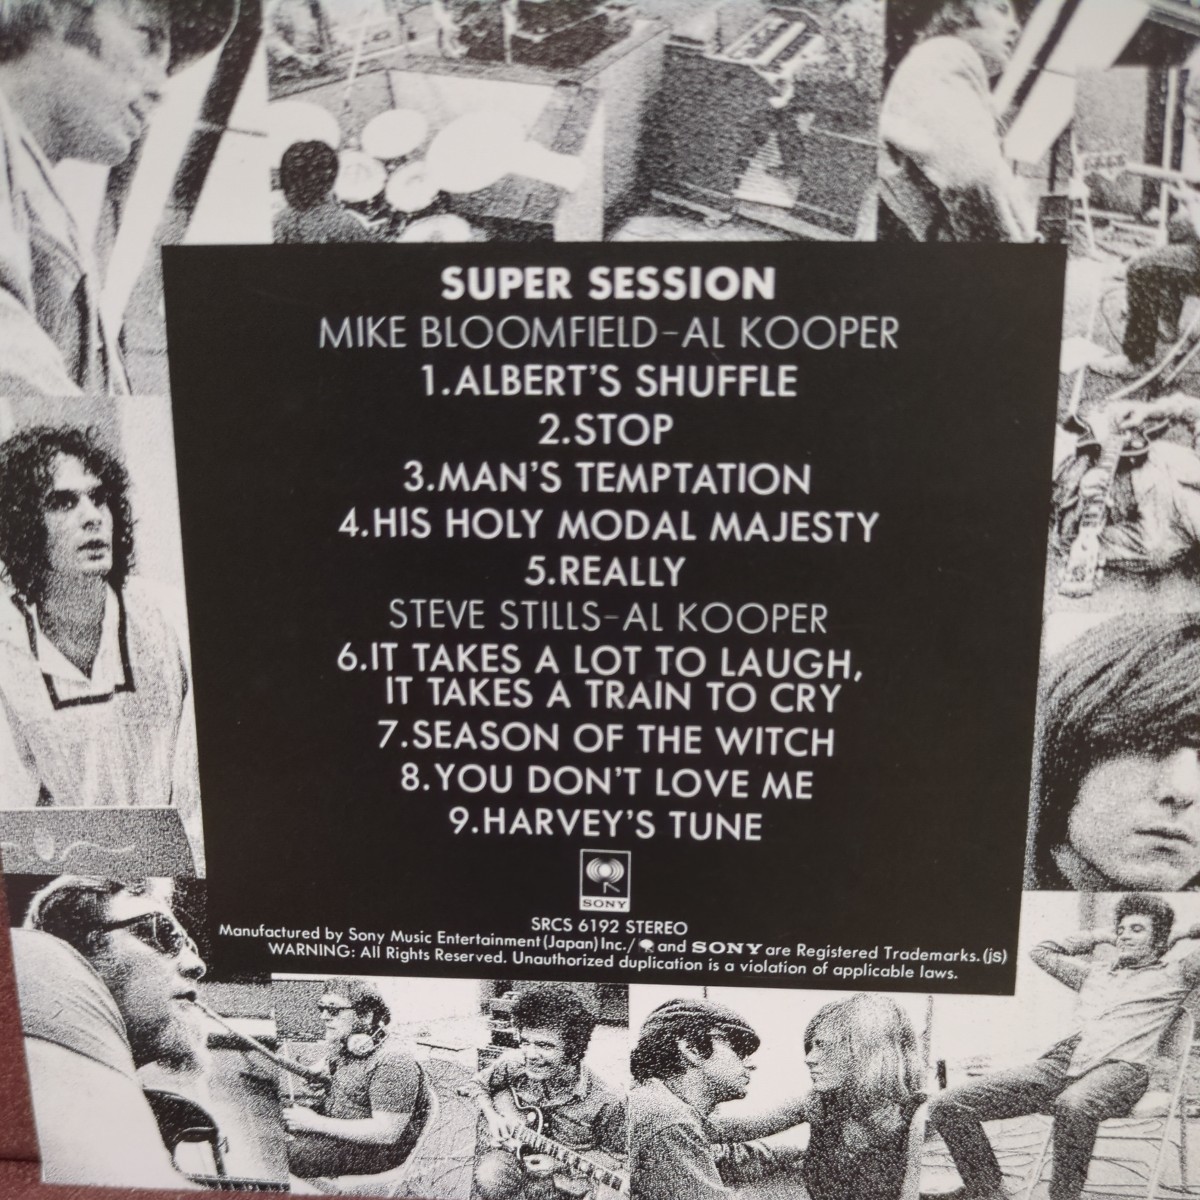 SUPER SESSION
MIKE BLOOMFIELD-AL KOOPER
1.ALBERT'S SHUFFLE
2.STOP
3.MAN'S TEMPTATION
4.HIS HOLY MODAL MAJESTY
5.REALLY
STEVE STILLS-AL KOOPER
6.IT TAKES A LOT TO LAUGH,
IT TAKES A TRAIN TO CRY
7.SEASON OF THE WITCH
8.YOU DON'T LOVE ME
9.HARVEY'S TUNE
SONY
SRCS 6192 STEREO
Manufactured by Sony Music Entertainment (Japan) Inc./ and SONY are Registered Trademarks. (js)
WARNING: All Rights Reserved. Unauthorized duplication is a violation of applicable laws.